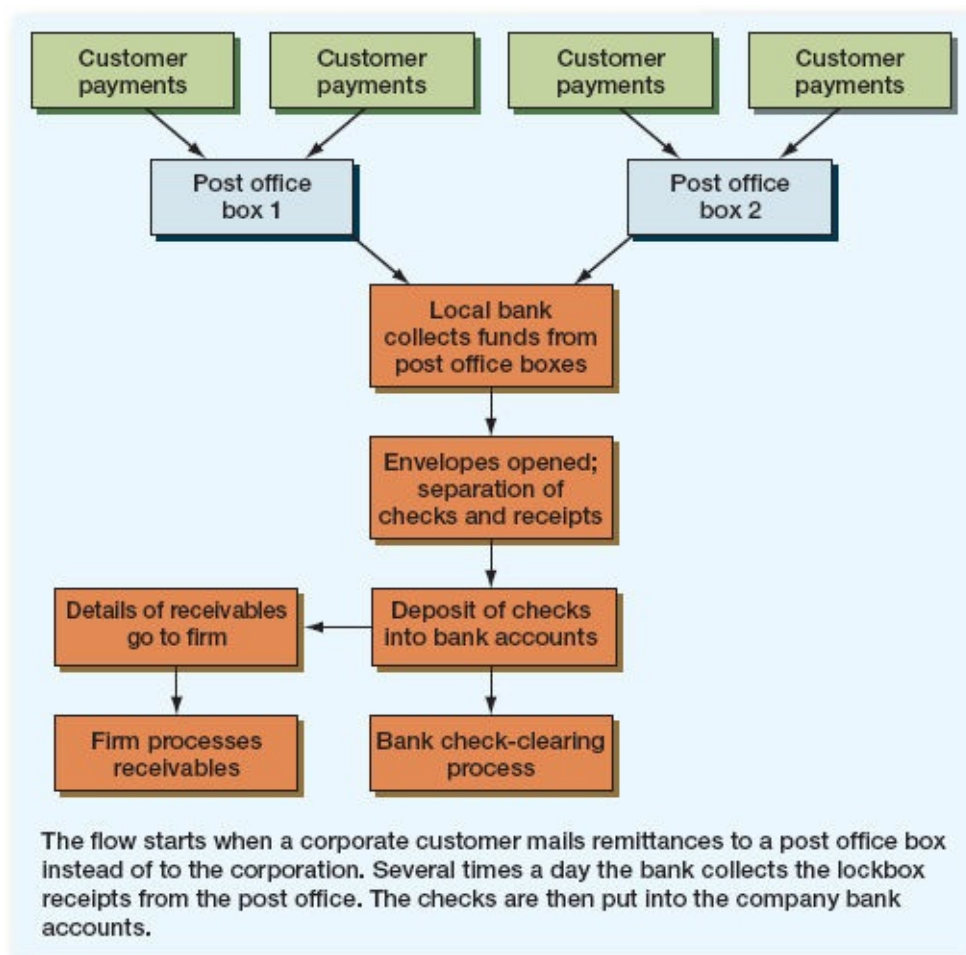 Customer
payments
Customer
payments
Customer
payments
Customer
payments
Post office
box 1
Post office
box 2
Local bank
collects funds from
post office boxes
Envelopes opened;
separation of
checks and receipts
Details of receivables
go to firm
Deposit of checks
into bank accounts
Firm processes
receivables
Bank check-clearing
process
The flow starts when a corporate customer mails remittances to a post office box
instead of to the corporation. Several times a day the bank collects the lockbox
receipts from the post office. The checks are then put into the company bank
accounts.